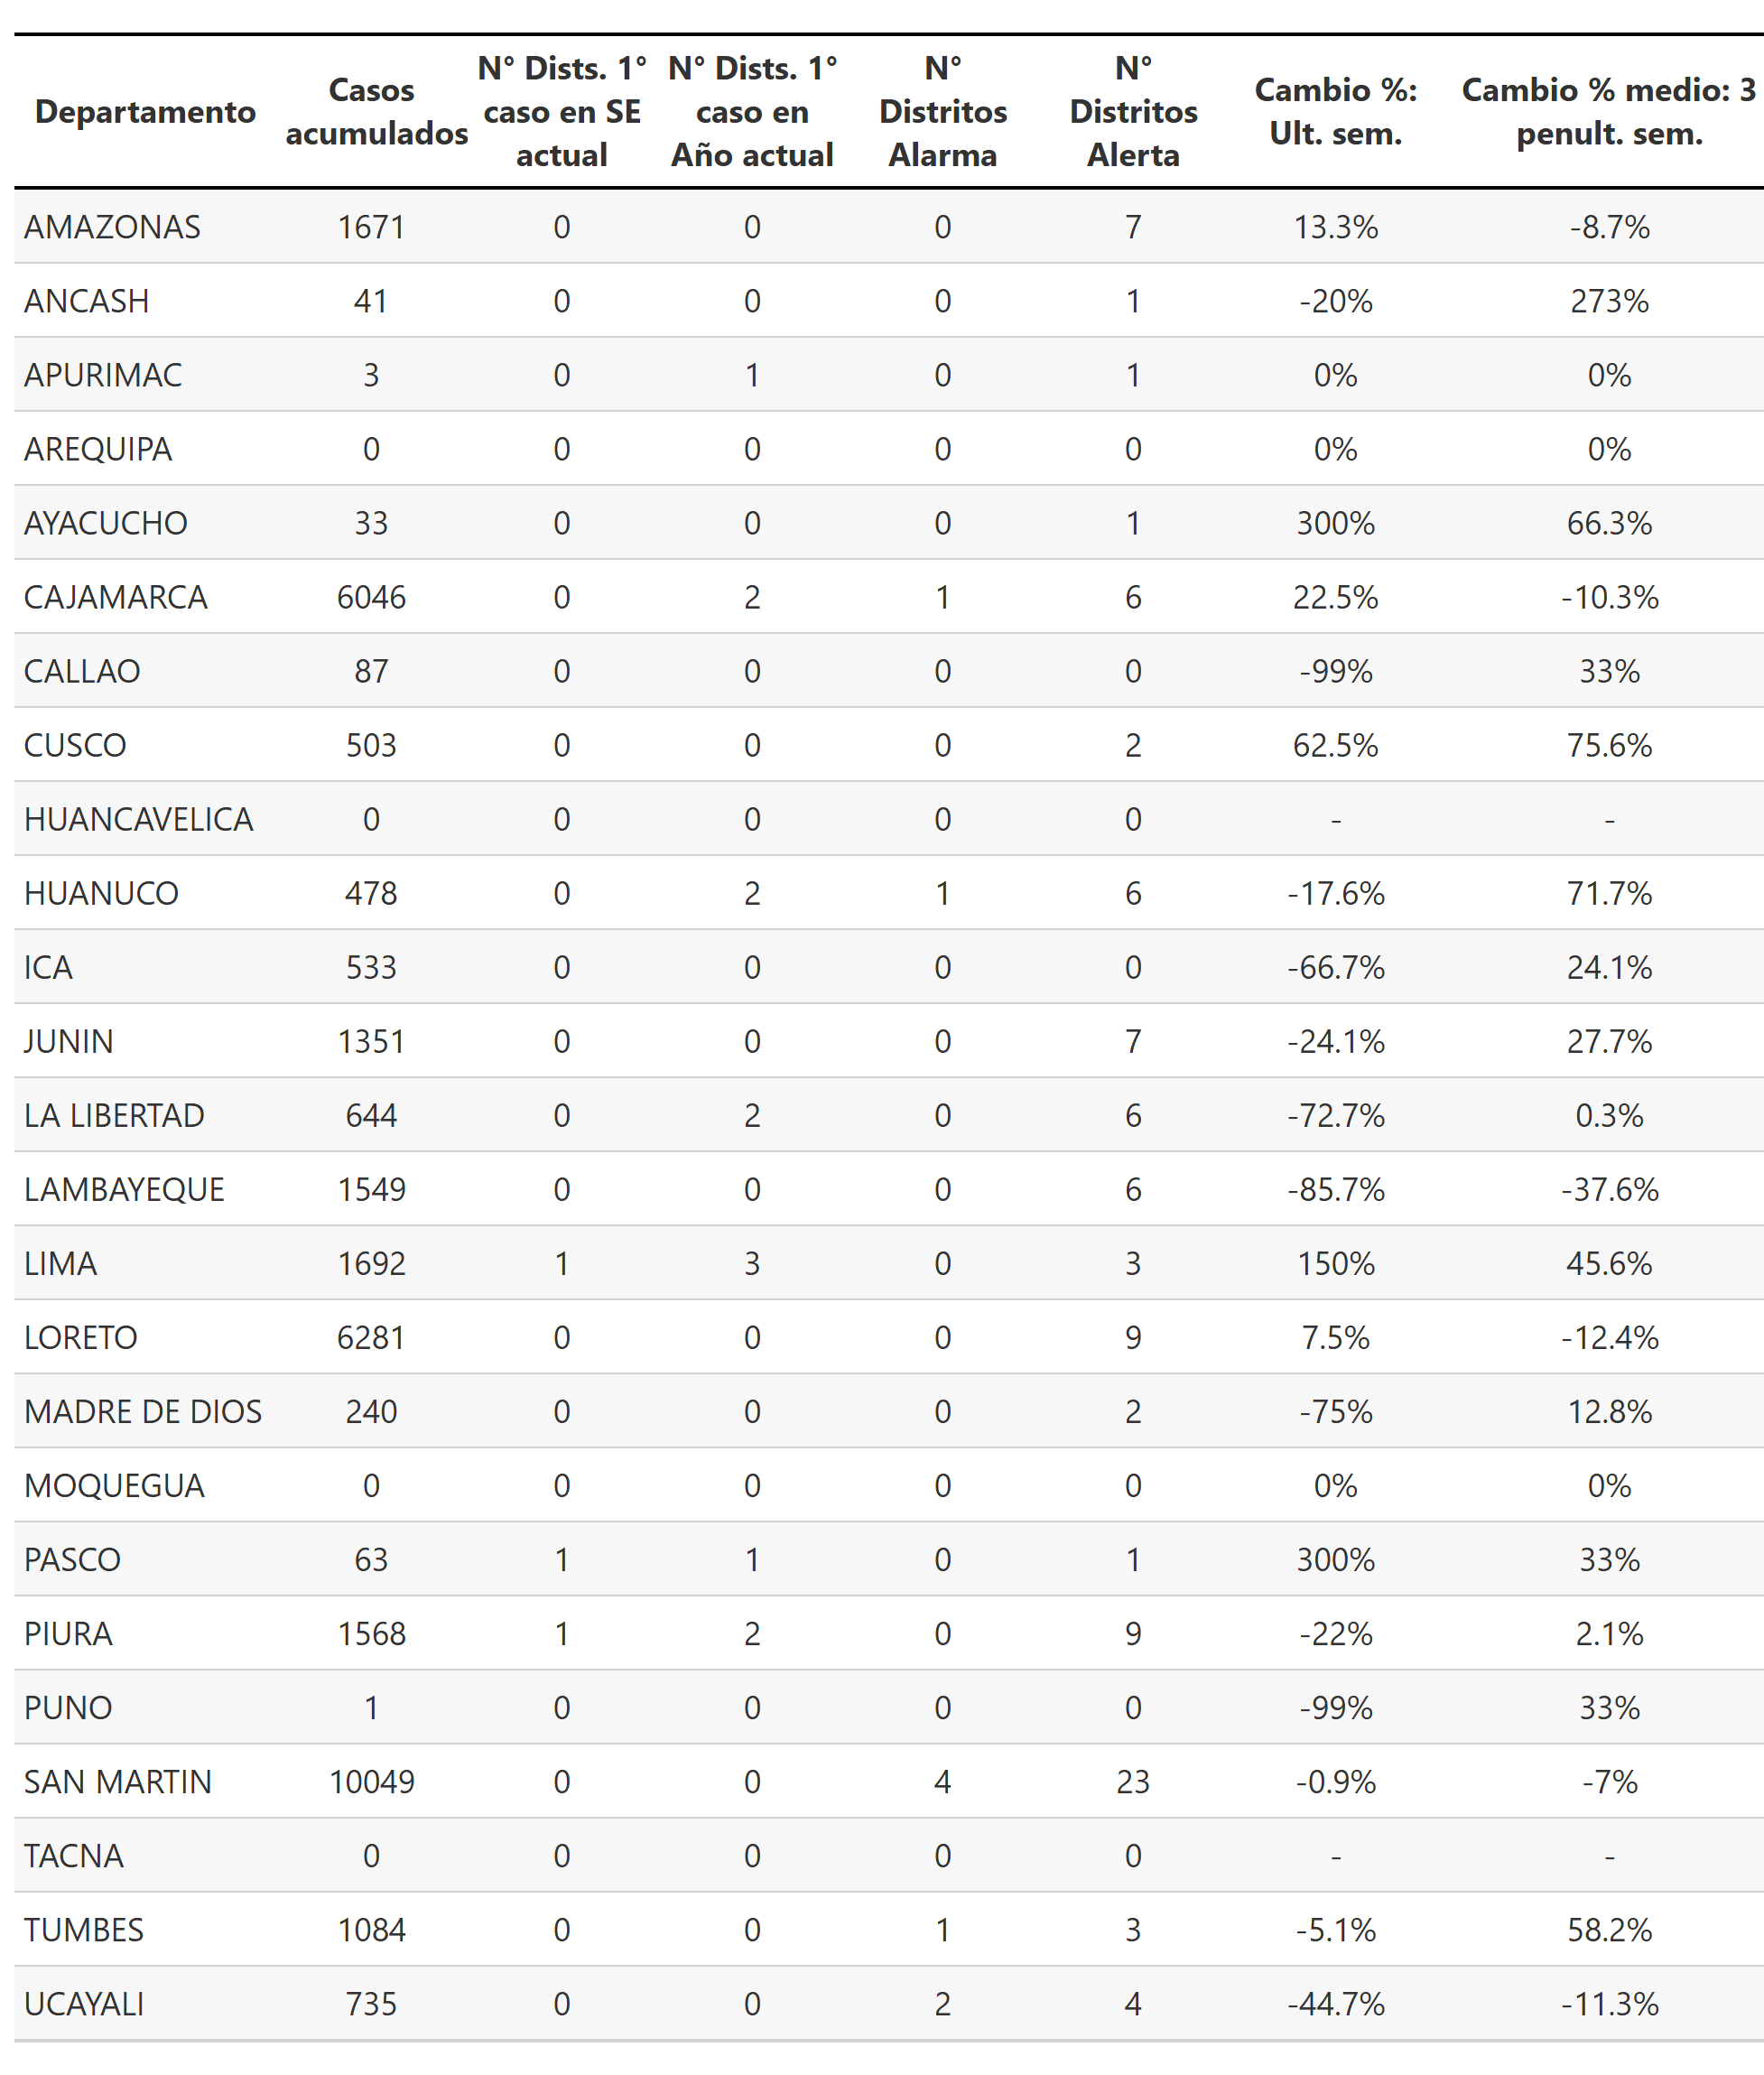 Departamento Casos acumulados N° Dists. 1° caso en SE actual N° Dists. 1° caso en Año actual N° Distritos Alarma N° Distritos Alerta Cambio %: Ult. sem. Cambio % medio: 3 penult. sem.
AMAZONAS 1671 0 0 0 7 13.3% -8.7%
ANCASH 41 0 0 0 1 -20% 273%
APURIMAC 3 0 1 0 1 0% 0%
AREQUIPA 0 0 0 0 0 0% 0%
AYACUCHO 33 0 0 0 1 300% 66.3%
CAJAMARCA 6046 0 2 1 6 22.5% -10.3%
CALLAO 87 0 0 0 0 -99% 33%
CUSCO 503 0 0 0 2 62.5% 75.6%
HUANCAVELICA 0 0 0 0 0 - -
HUANUCO 478 0 2 1 6 -17.6% 71.7%
ICA 533 0 0 0 0 -66.7% 24.1%
JUNIN 1351 0 0 0 7 -24.1% 27.7%
LA LIBERTAD 644 0 2 0 6 -72.7% 0.3%
LAMBAYEQUE 1549 0 0 0 6 -85.7% -37.6%
LIMA 1692 1 3 0 3 150% 45.6%
LORETO 6281 0 0 0 9 7.5% -12.4%
MADRE DE DIOS 240 0 0 0 2 -75% 12.8%
MOQUEGUA 0 0 0 0 0 0% 0%
PASCO 63 1 1 0 1 300% 33%
PIURA 1568 1 2 0 9 -22% 2.1%
PUNO 1 0 0 0 0 -99% 33%
SAN MARTIN 10049 0 0 4 23 -0.9% -7%
TACNA 0 0 0 0 0 - -
TUMBES 1084 0 0 1 3 -5.1% 58.2%
UCAYALI 735 0 0 2 4 -44.7% -11.3%